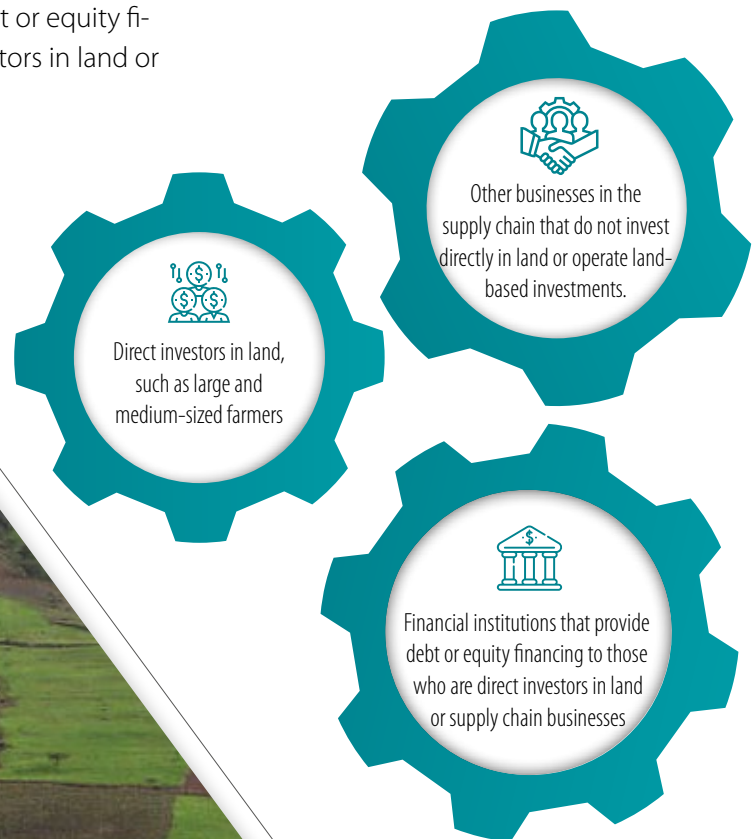 t or equity fi-
tors in land or
Other businesses in the
supply chain that do not invest
directly in land or operate land-
based investments.
Direct investors in land,
such as large and
medium-sized farmers
Financial institutions that provide
debt or equity financing to those
who are direct investors in land
or supply chain businesses